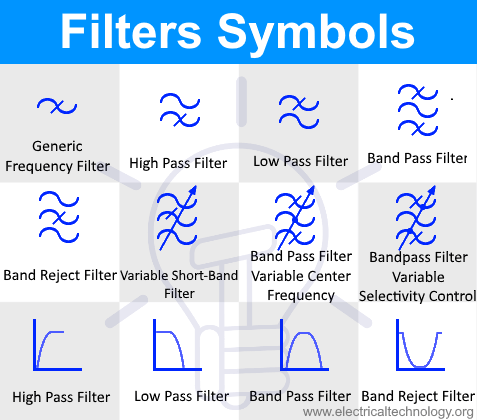 Filters Symbols
Generic
Frequency Filter
High Pass Filter
Low Pass Filter
Band Pass Filter
Band Reject Filter
Variable Short-Band
Filter
Band Pass Filter
Variable Center
Frequency
Bandpass Filter
Variable
Selectivity Control
High Pass Filter
Low Pass Filter
Band Pass Filter
Band Reject Filter
www.electricaltechnology.org